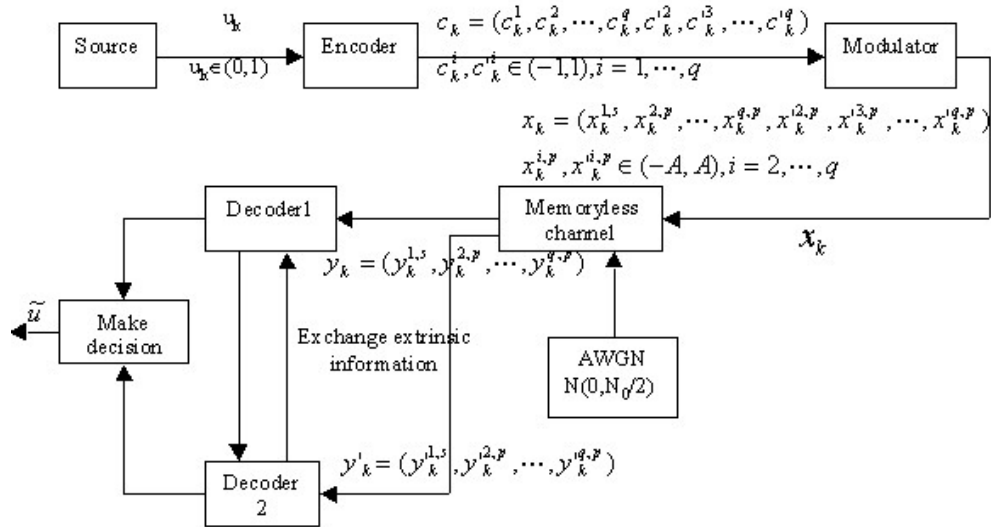 Source
u_k
u_k∈(0,1)
Encoder
c_k = (c_k^1, c_k^2, ⋯, c_k^q, c'_k^2, c'_k^3, ⋯, c'_k^q)
c_k^i, c'_k^i ∈ (-1,1), i = 1, ⋯, q
Modulator
x_k = (x_k^{1,s}, x_k^{2,p}, ⋯, x_k^{q,p}, x'_k^{2,p}, x'_k^{3,p}, ⋯, x'_k^{q,p})
x_k^{i,p}, x'_k^{i,p} ∈ (-A, A), i = 2, ⋯, q
Decoder1
Memoryless
channel
x_k
y_k = (y_k^{1,s}, y_k^{2,p}, ⋯, y_k^{q,p})
ũ
Make
decision
Exchange extrinsic
information
AWGN
N(0,N_0/2)
Decoder
2
y'_k = (y'_k^{1,s}, y'_k^{2,p}, ⋯, y'_k^{q,p})